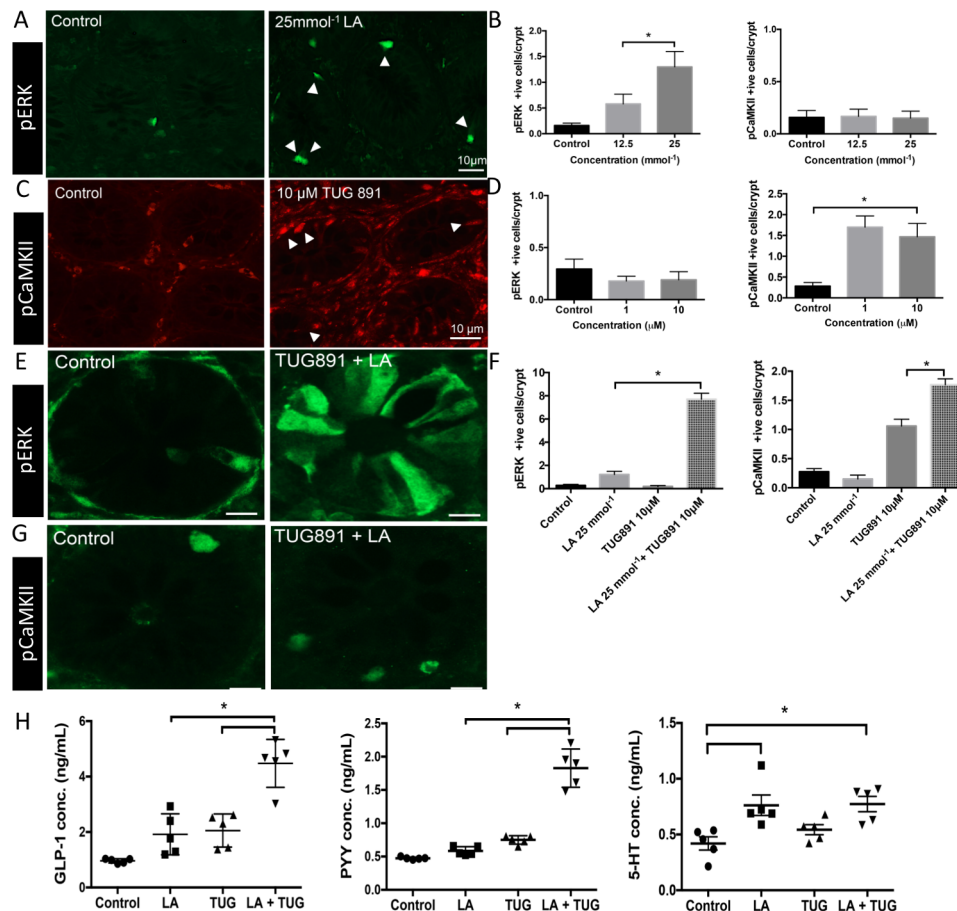 A
pERK
Control
25mmol⁻¹ LA
10µm
B
pERK +ive cells/crypt
2.0
1.5
1.0
0.5
0.0
Control
12.5
25
*
Concentration (mmol⁻¹)
pCaMKII +ive cells/crypt
1.0
0.5
0.0
Control
12.5
25
Concentration (mmol⁻¹)
C
pCaMKII
Control
10 µM TUG 891
10 µm
D
pERK +ive cells/crypt
1.0
0.5
0.0
Control
1
10
Concentration (µM)
pCaMKII +ive cells/crypt
2.5
2.0
1.5
1.0
0.5
0.0
*
Control
1
10
Concentration (µM)
E
pERK
Control
TUG891 + LA
F
pERK +ive cells/crypt
10
8
6
4
2
0
*
Control
LA 25 mmol⁻¹
TUG891 10µM
LA 25 mmol⁻¹+ TUG891 10µM
pCaMKII +ive cells/crypt
2.0
1.5
1.0
0.5
0.0
*
Control
LA 25 mmol⁻¹
TUG891 10µM
LA 25 mmol⁻¹+ TUG891 10µM
G
pCaMKII
Control
TUG891 + LA
H
GLP-1 conc. (ng/mL)
6
4
2
0
*
Control
LA
TUG
LA + TUG
PYY conc. (ng/mL)
2.5
2.0
1.5
1.0
0.5
0.0
*
Control
LA
TUG
LA + TUG
5-HT conc. (ng/mL)
1.5
1.0
0.5
0.0
*
Control
LA
TUG
LA + TUG